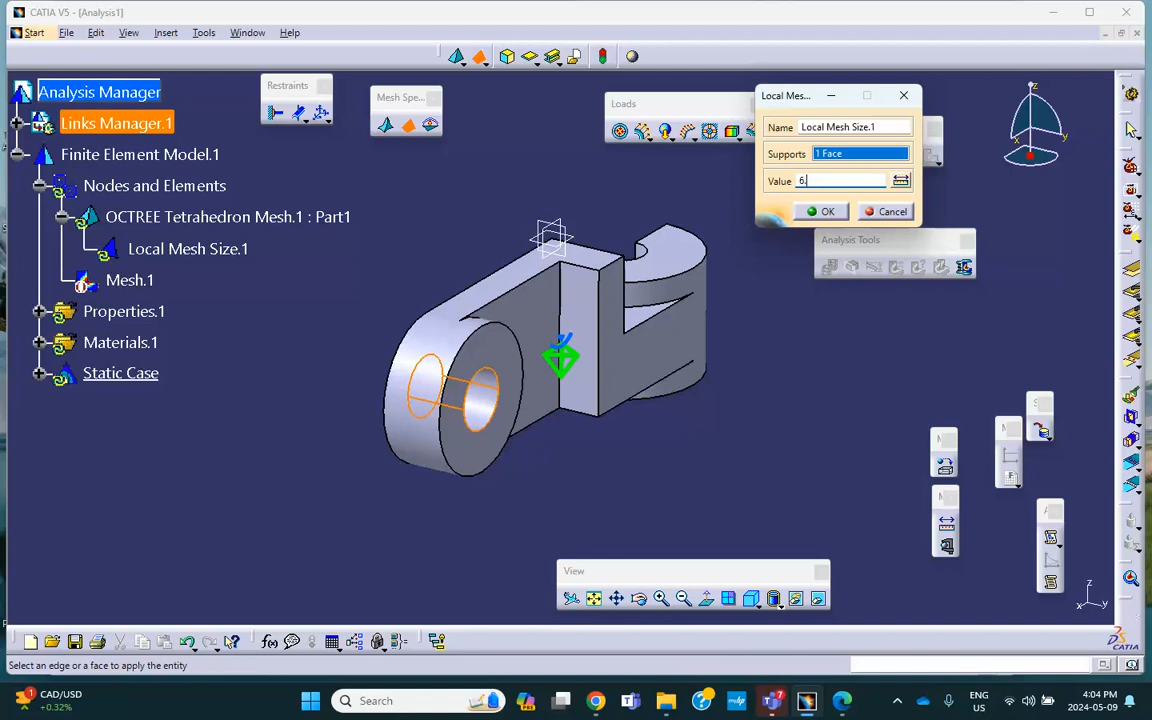 CATIA V5 - [Analysis1]
Start File Edit View Insert Tools Window Help
Analysis Manager
Links Manager.1
Finite Element Model.1
Nodes and Elements
OCTREE Tetrahedron Mesh.1 : Part1
Local Mesh Size.1
Mesh.1
Properties.1
Materials.1
Static Case
Restraints
Mesh Spe...
Loads
Local Mes...
Name Local Mesh Size.1
Supports 1 Face
Value 6.
OK Cancel
Analysis Tools
M
M
M
S
A
View
z
y
x
z
x
y
f(x)
CATIA
Select an edge or a face to apply the entity
1
CAD/USD
+0.32%
Search
7
ENG
US
4:04 PM
2024-05-09